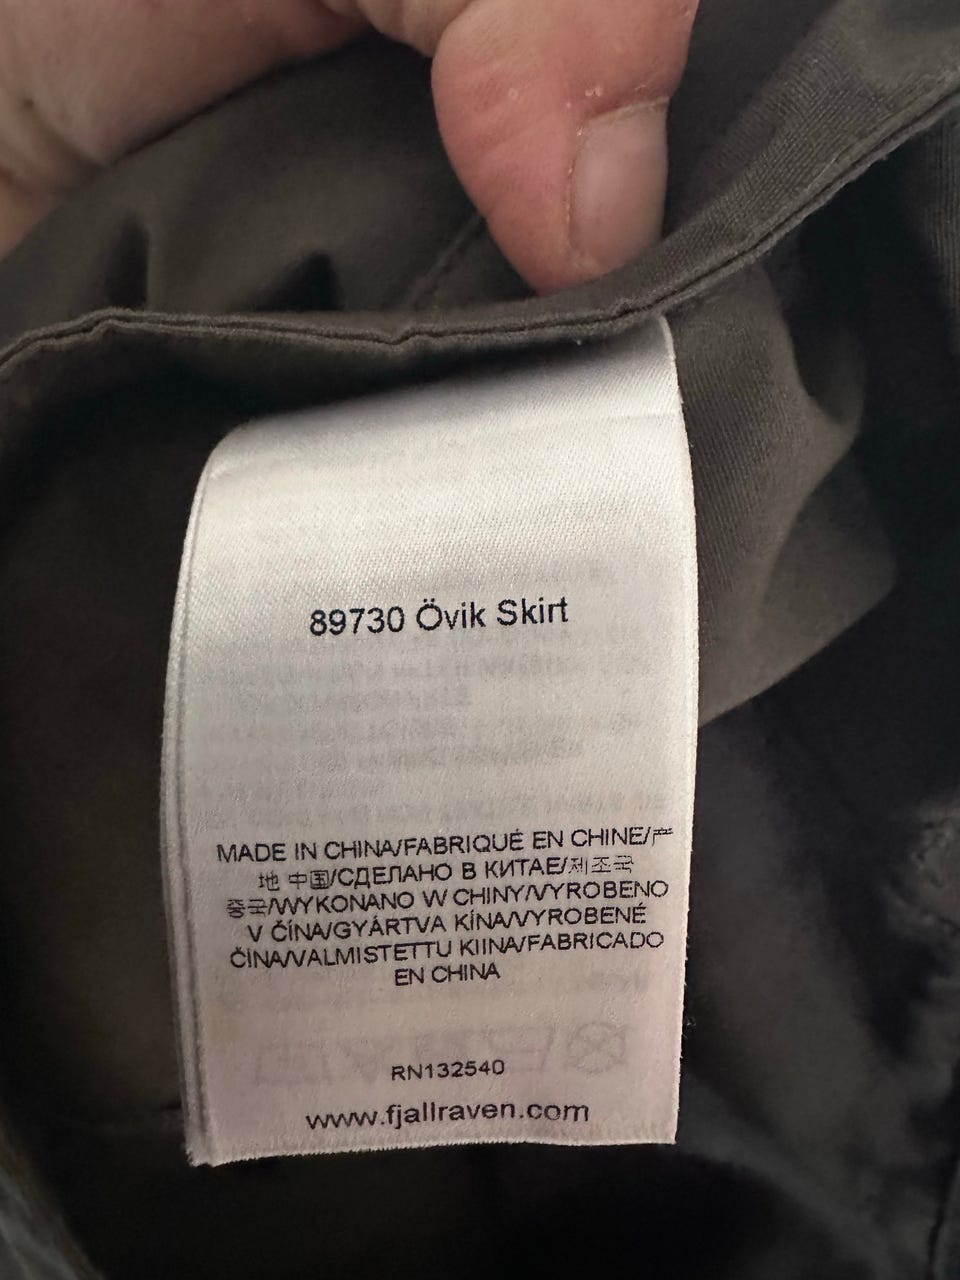 89730 Övik Skirt
MADE IN CHINA/FABRIQUÉ EN CHINE/产
地 中国/СДЕЛАНО В КИТАЕ/제조국
중국/WYKONANO W CHINY/VYROBENO
V ČÍNA/GYÁRTVA KÍNA/VYROBENÉ
ČINA/VALMISTETTU KIINA/FABRICADO
EN CHINA
RN132540
www.fjallraven.com